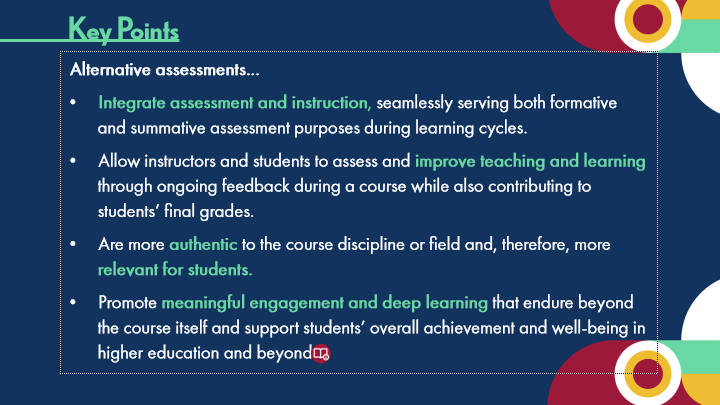 Key Points
Alternative assessments...
• Integrate assessment and instruction, seamlessly serving both formative
and summative assessment purposes during learning cycles.
• Allow instructors and students to assess and improve teaching and learning
through ongoing feedback during a course while also contributing to
students' final grades.
• Are more authentic to the course discipline or field and, therefore, more
relevant for students.
• Promote meaningful engagement and deep learning that endure beyond
the course itself and support students' overall achievement and well-being in
higher education and beyond